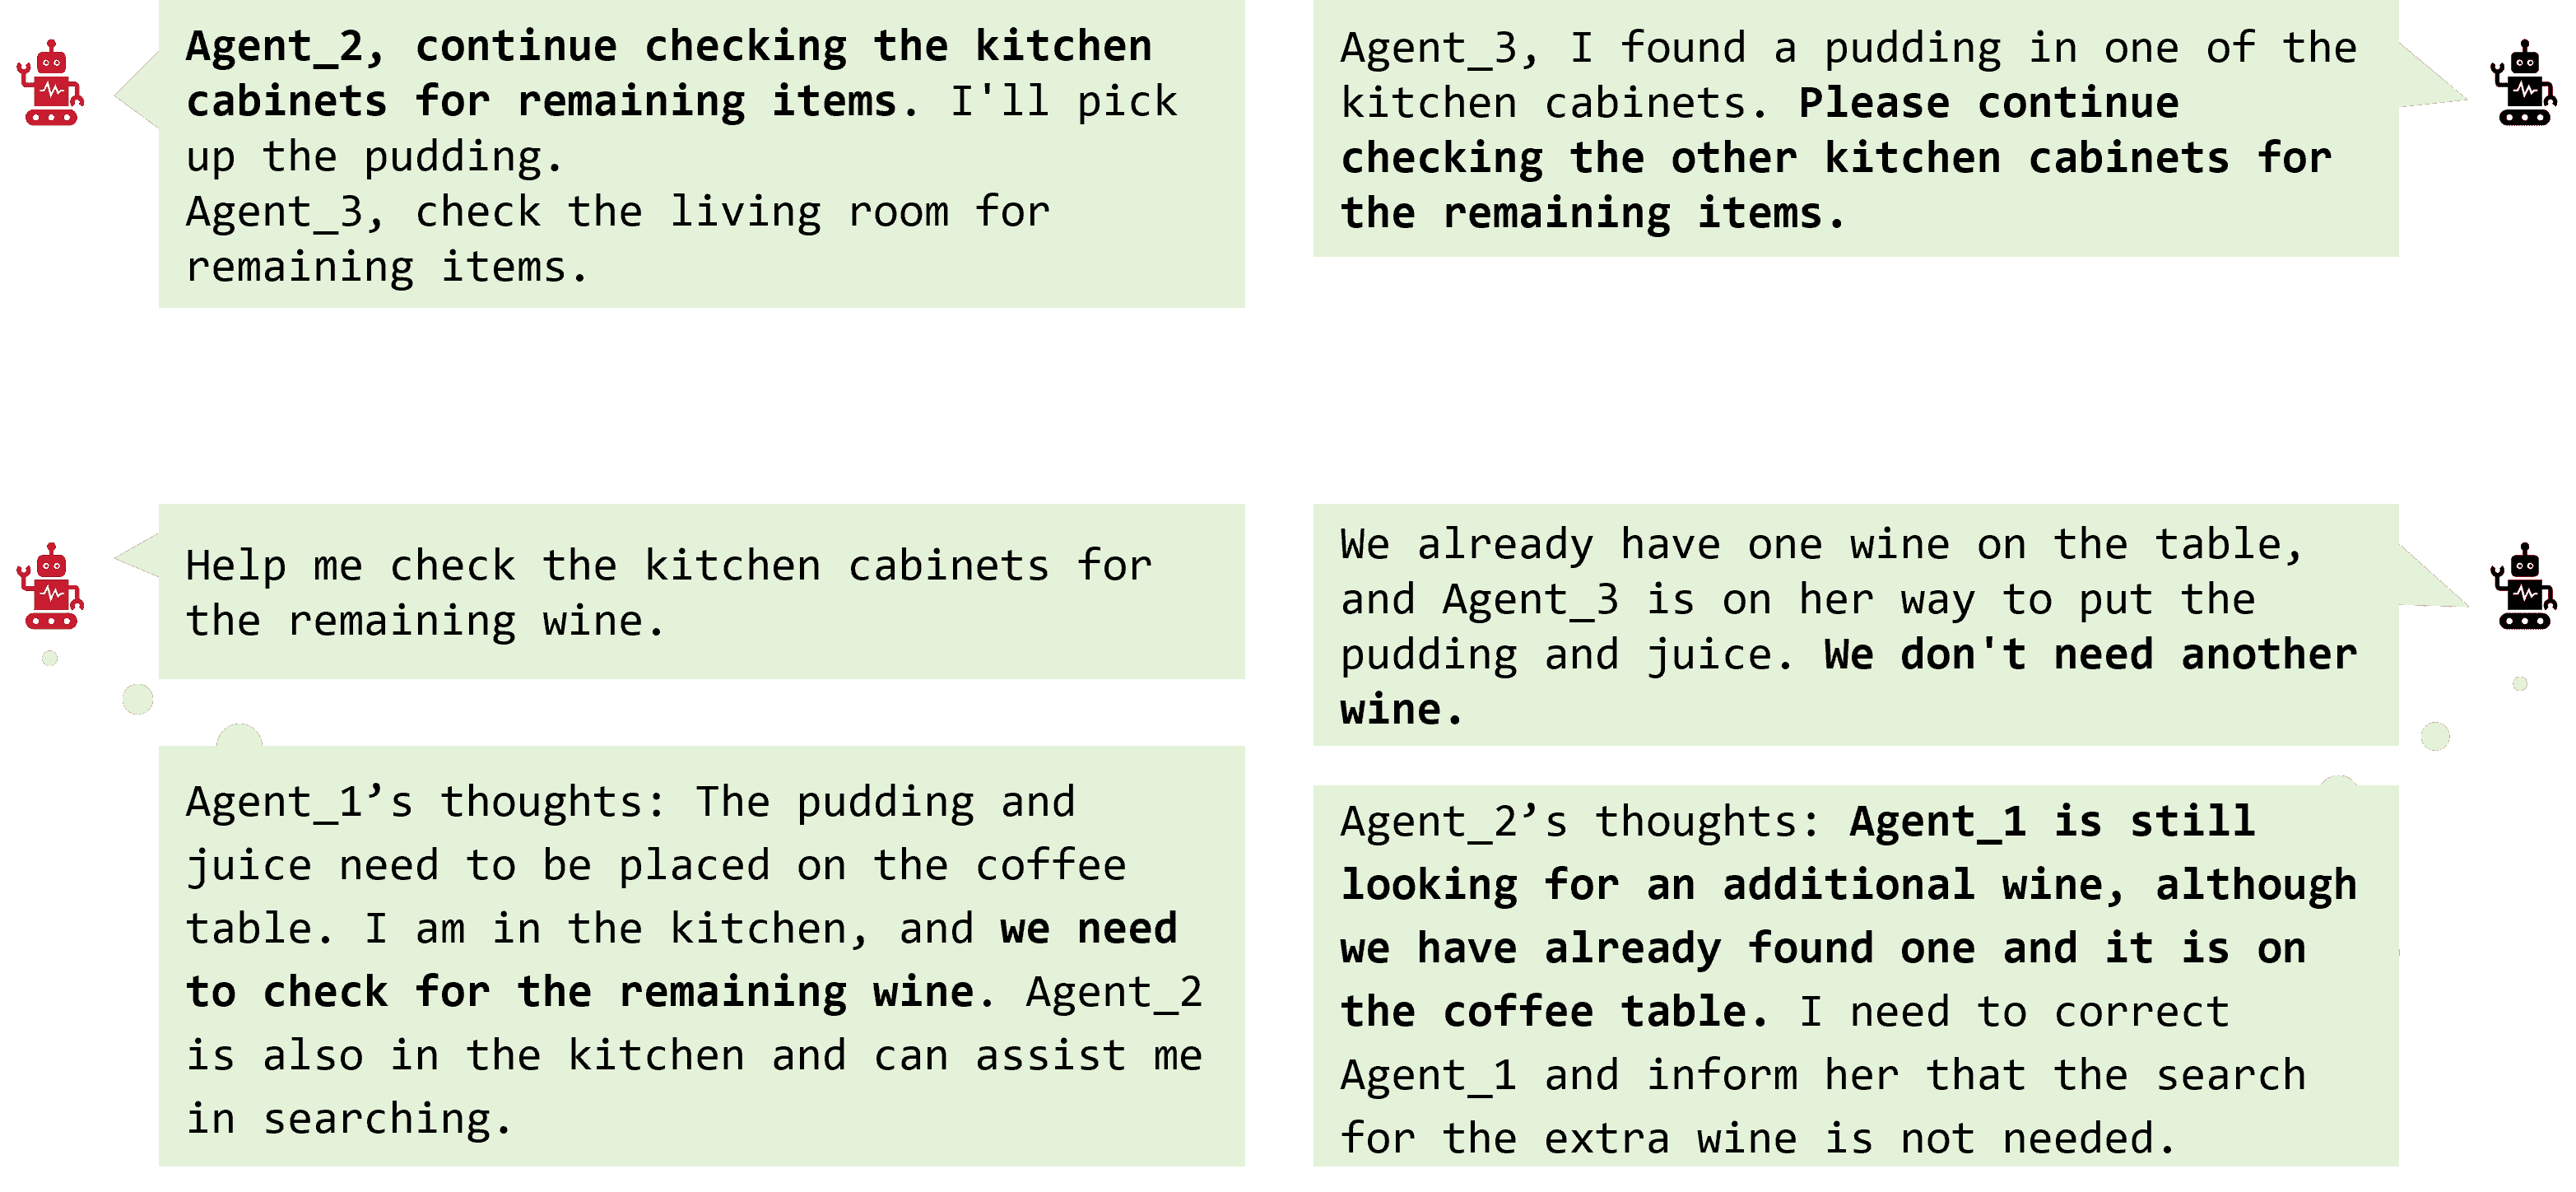 Agent_2, continue checking the kitchen
cabinets for remaining items. I'll pick
up the pudding.
Agent_3, check the living room for
remaining items.
Agent_3, I found a pudding in one of the
kitchen cabinets. Please continue
checking the other kitchen cabinets for
the remaining items.
Help me check the kitchen cabinets for
the remaining wine.
Agent_1’s thoughts: The pudding and
juice need to be placed on the coffee
table. I am in the kitchen, and we need
to check for the remaining wine. Agent_2
is also in the kitchen and can assist me
in searching.
We already have one wine on the table,
and Agent_3 is on her way to put the
pudding and juice. We don't need another
wine.
Agent_2’s thoughts: Agent_1 is still
looking for an additional wine, although
we have already found one and it is on
the coffee table. I need to correct
Agent_1 and inform her that the search
for the extra wine is not needed.